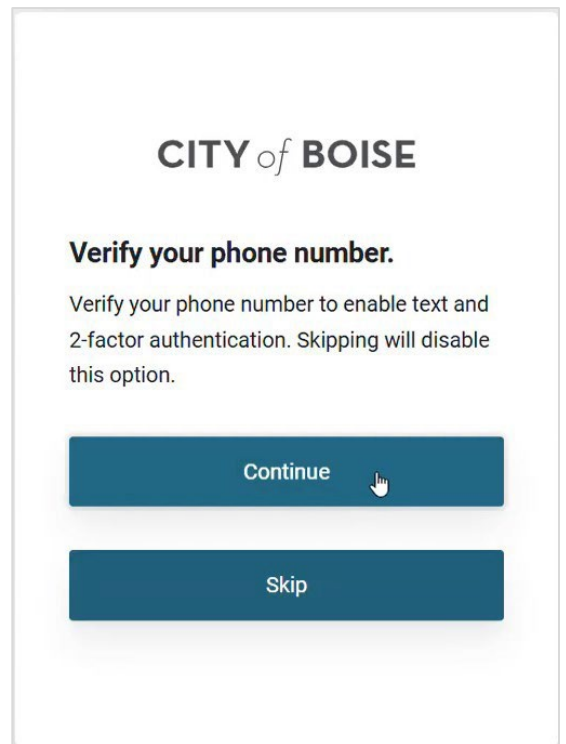 CITY of BOISE
Verify your phone number.
Verify your phone number to enable text and
2-factor authentication. Skipping will disable
this option.
Continue
Skip